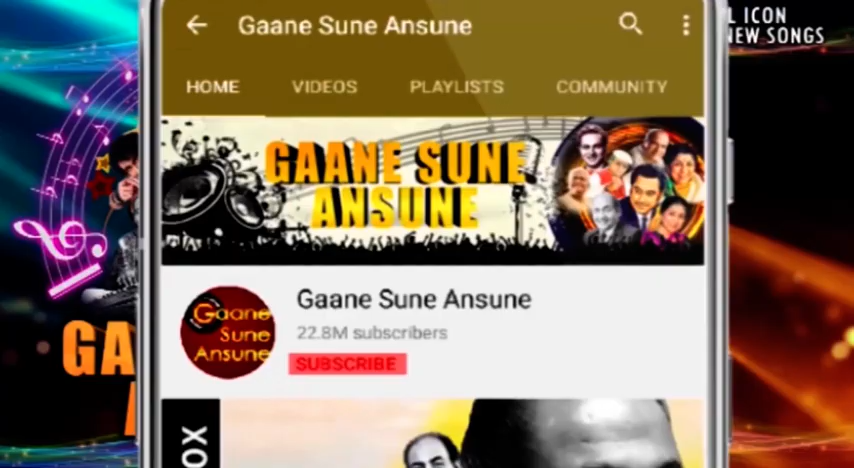 L ICON
NEW SONGS
Gaane Sune Ansune
HOME VIDEOS PLAYLISTS COMMUNITY
GAANE SUNE
ANSUNE
Gaane
Sune
Ansune
Gaane Sune Ansune
22.8M subscribers
SUBSCRIBE
GA
OX